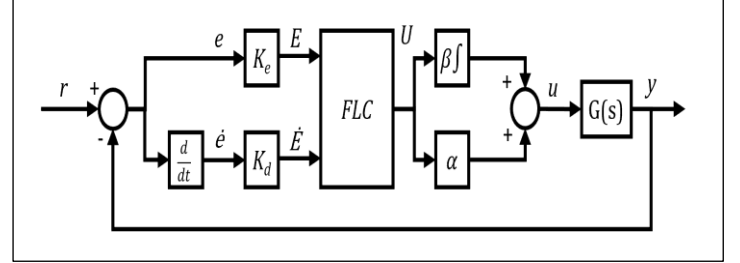 e K_e E U β∫
r + FLC + u G(s) y
- d/dt ė K_d Ė + α